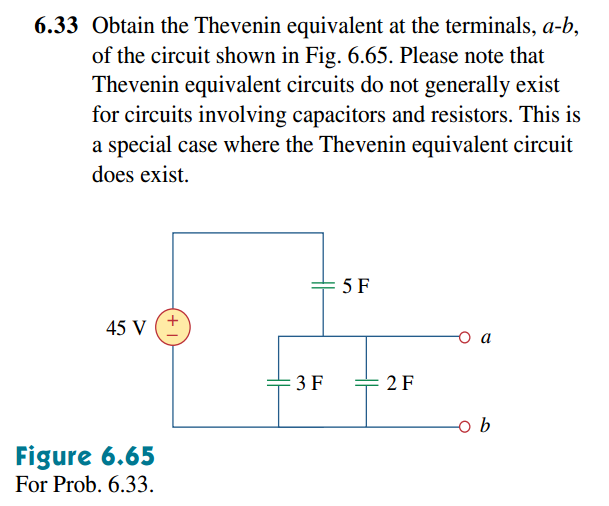 6.33 Obtain the Thevenin equivalent at the terminals, a-b,
of the circuit shown in Fig. 6.65. Please note that
Thevenin equivalent circuits do not generally exist
for circuits involving capacitors and resistors. This is
a special case where the Thevenin equivalent circuit
does exist.
5 F
45 V
+
−
a
3 F
2 F
b
Figure 6.65
For Prob. 6.33.